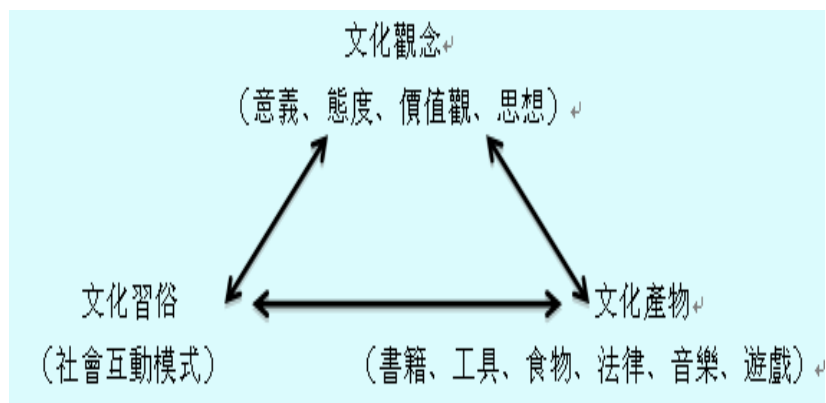 文化觀念
（意義、態度、價值觀、思想）
文化習俗
文化產物
（社會互動模式）
（書籍、工具、食物、法律、音樂、遊戲）